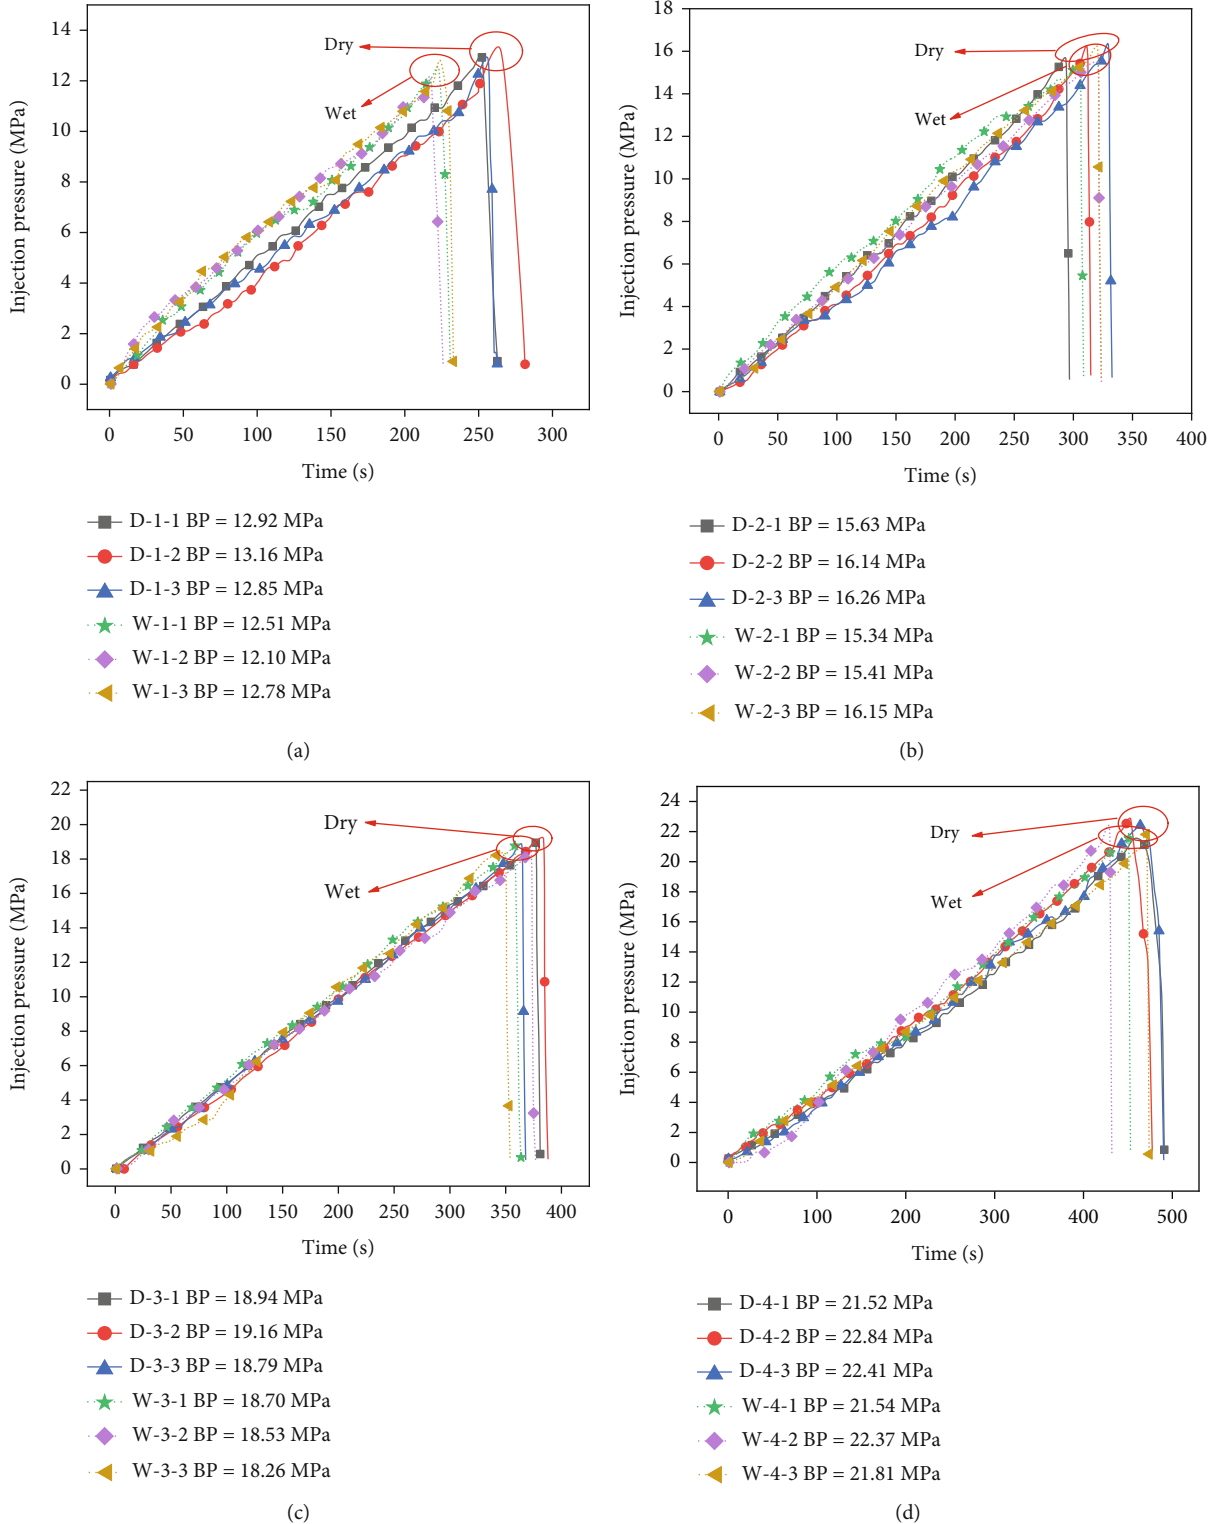 14
12
10
8
6
4
2
0
Injection pressure (MPa)
Dry
Wet
0 50 100 150 200 250 300
Time (s)
D-1-1 BP = 12.92 MPa
D-1-2 BP = 13.16 MPa
D-1-3 BP = 12.85 MPa
W-1-1 BP = 12.51 MPa
W-1-2 BP = 12.10 MPa
W-1-3 BP = 12.78 MPa
(a)
18
16
14
12
10
8
6
4
2
0
Injection pressure (MPa)
Dry
Wet
0 50 100 150 200 250 300 350 400
Time (s)
D-2-1 BP = 15.63 MPa
D-2-2 BP = 16.14 MPa
D-2-3 BP = 16.26 MPa
W-2-1 BP = 15.34 MPa
W-2-2 BP = 15.41 MPa
W-2-3 BP = 16.15 MPa
(b)
22
20
18
16
14
12
10
8
6
4
2
0
Injection pressure (MPa)
Dry
Wet
0 50 100 150 200 250 300 350 400
Time (s)
D-3-1 BP = 18.94 MPa
D-3-2 BP = 19.16 MPa
D-3-3 BP = 18.79 MPa
W-3-1 BP = 18.70 MPa
W-3-2 BP = 18.53 MPa
W-3-3 BP = 18.26 MPa
(c)
24
22
20
18
16
14
12
10
8
6
4
2
0
Injection pressure (MPa)
Dry
Wet
0 100 200 300 400 500
Time (s)
D-4-1 BP = 21.52 MPa
D-4-2 BP = 22.84 MPa
D-4-3 BP = 22.41 MPa
W-4-1 BP = 21.54 MPa
W-4-2 BP = 22.37 MPa
W-4-3 BP = 21.81 MPa
(d)